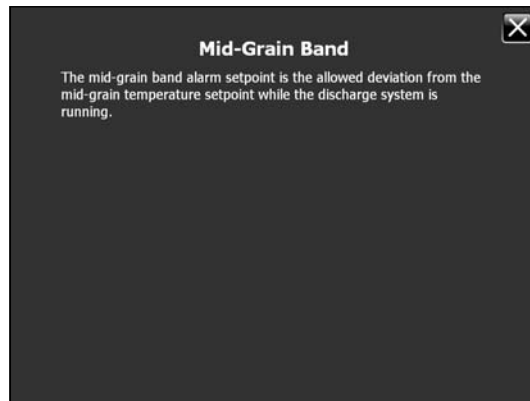 Mid-Grain Band
The mid-grain band alarm setpoint is the allowed deviation from the
mid-grain temperature setpoint while the discharge system is
running.